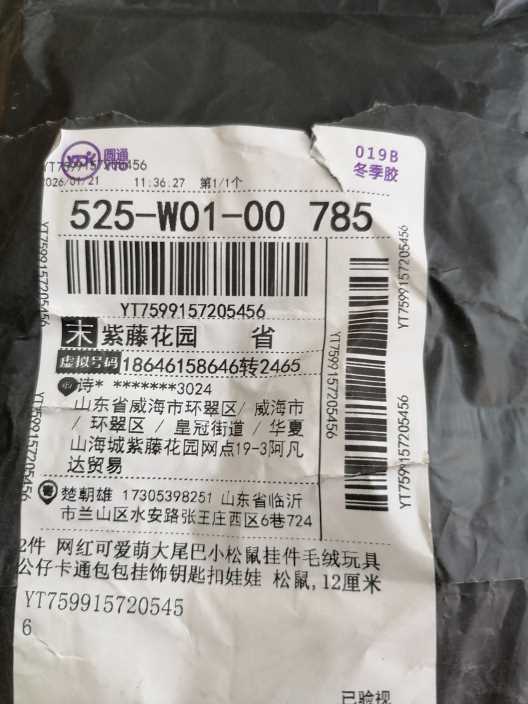 圆通
YTO
019B
冬季胶
YT7599157205456
2026/01/21 11:36.27 第1/1个
525-W01-00 785
YT7599157205456
末 紫藤花园 省
虚拟号码 18646158646转2465
诗* *******3024
山东省威海市环翠区/ 威海市
/ 环翠区 / 皇冠街道 / 华夏
山海城紫藤花园网点19-3阿凡
达贸易
楚朝雄 17305398251 山东省临沂
市兰山区水安路张王庄西区6巷724
2件 网红可爱萌大尾巴小松鼠挂件毛绒玩具
公仔卡通包包挂饰钥匙扣娃娃 松鼠,12厘米
YT759915720545
6
已验视
YT7599157205456
YT7599157205456
YT7599157205456
YT7599157205456
YT7599157205456